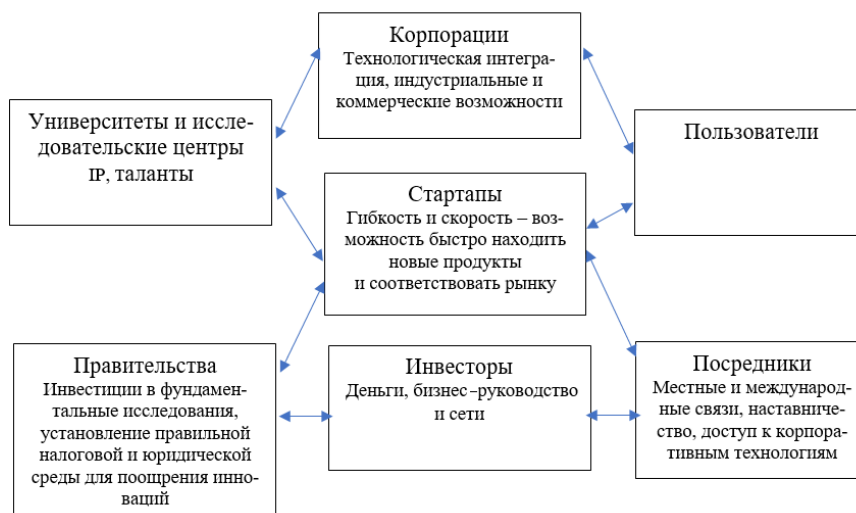 Корпорации
Технологическая интегра-
ция, индустриальные и
коммерческие возможности
Университеты и иссле-
довательские центры
IP, таланты
Пользователи
Стартапы
Гибкость и скорость – воз-
можность быстро находить
новые продукты
и соответствовать рынку
Правительства
Инвестиции в фундамен-
тальные исследования,
установление правильной
налоговой и юридической
среды для поощрения инно-
ваций
Инвесторы
Деньги, бизнес–руководство
и сети
Посредники
Местные и международ-
ные связи, наставниче-
ство, доступ к корпора-
тивным технологиям